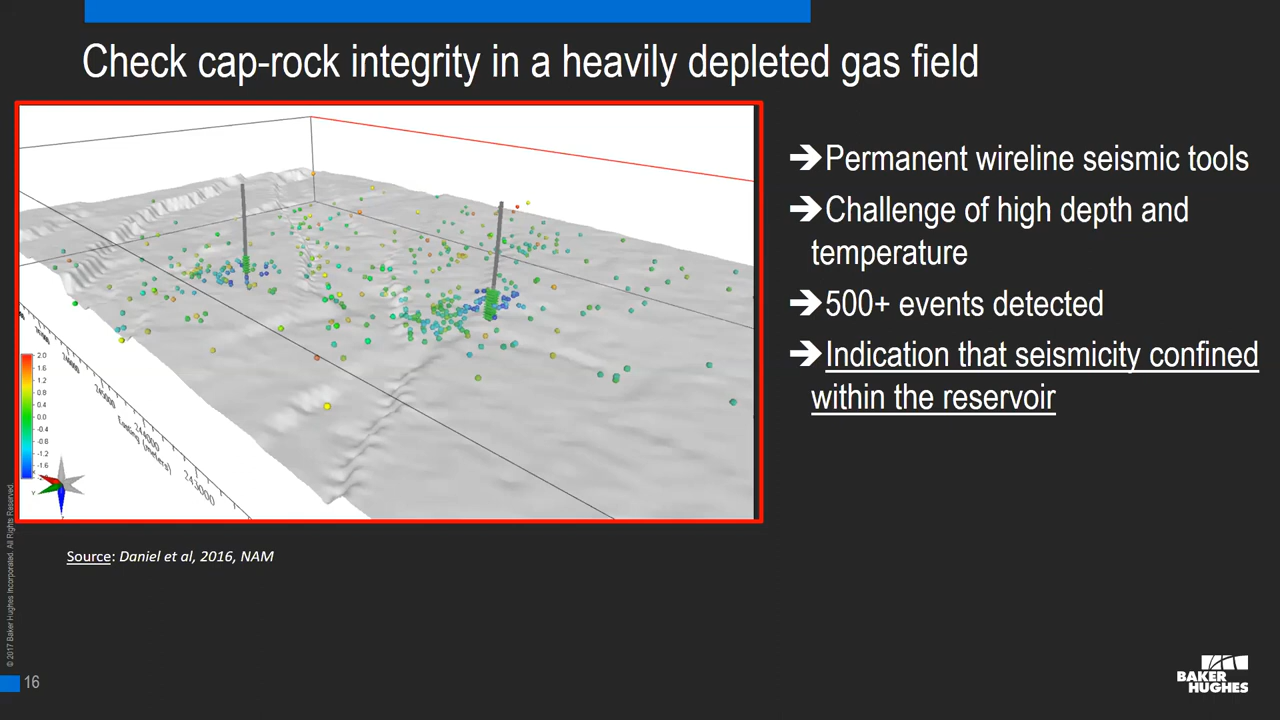 Check cap-rock integrity in a heavily depleted gas field
➔Permanent wireline seismic tools
➔Challenge of high depth and
temperature
➔500+ events detected
➔Indication that seismicity confined
within the reservoir
2.0
1.6
1.2
0.8
0.4
0.0
-0.4
-0.8
-1.2
-1.6
245000
244000
243000
Easting (meters)
Source: Daniel et al, 2016, NAM
© 2017 Baker Hughes Incorporated. All Rights Reserved.
16
BAKER
HUGHES